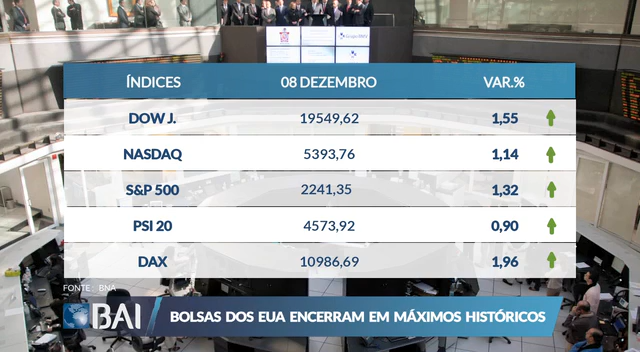 ÍNDICES 08 DEZEMBRO VAR.%
DOW J. 19549,62 1,55
NASDAQ 5393,76 1,14
S&P 500 2241,35 1,32
PSI 20 4573,92 0,90
DAX 10986,69 1,96
FONTE : BNA
BAI BOLSAS DOS EUA ENCERRAM EM MÁXIMOS HISTÓRICOS